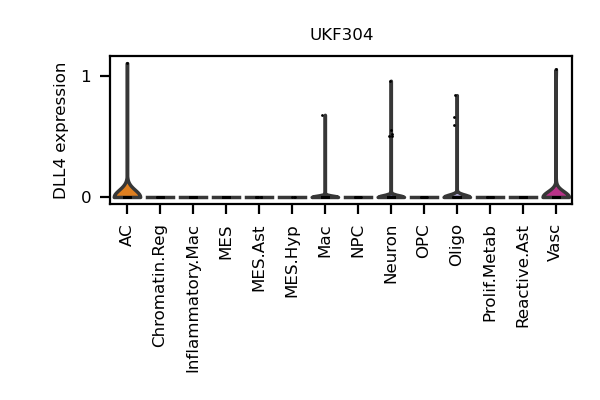 UKF304
DLL4 expression
1
0
AC
Chromatin.Reg
Inflammatory.Mac
MES
MES.Ast
MES.Hyp
Mac
NPC
Neuron
OPC
Oligo
Prolif.Metab
Reactive.Ast
Vasc